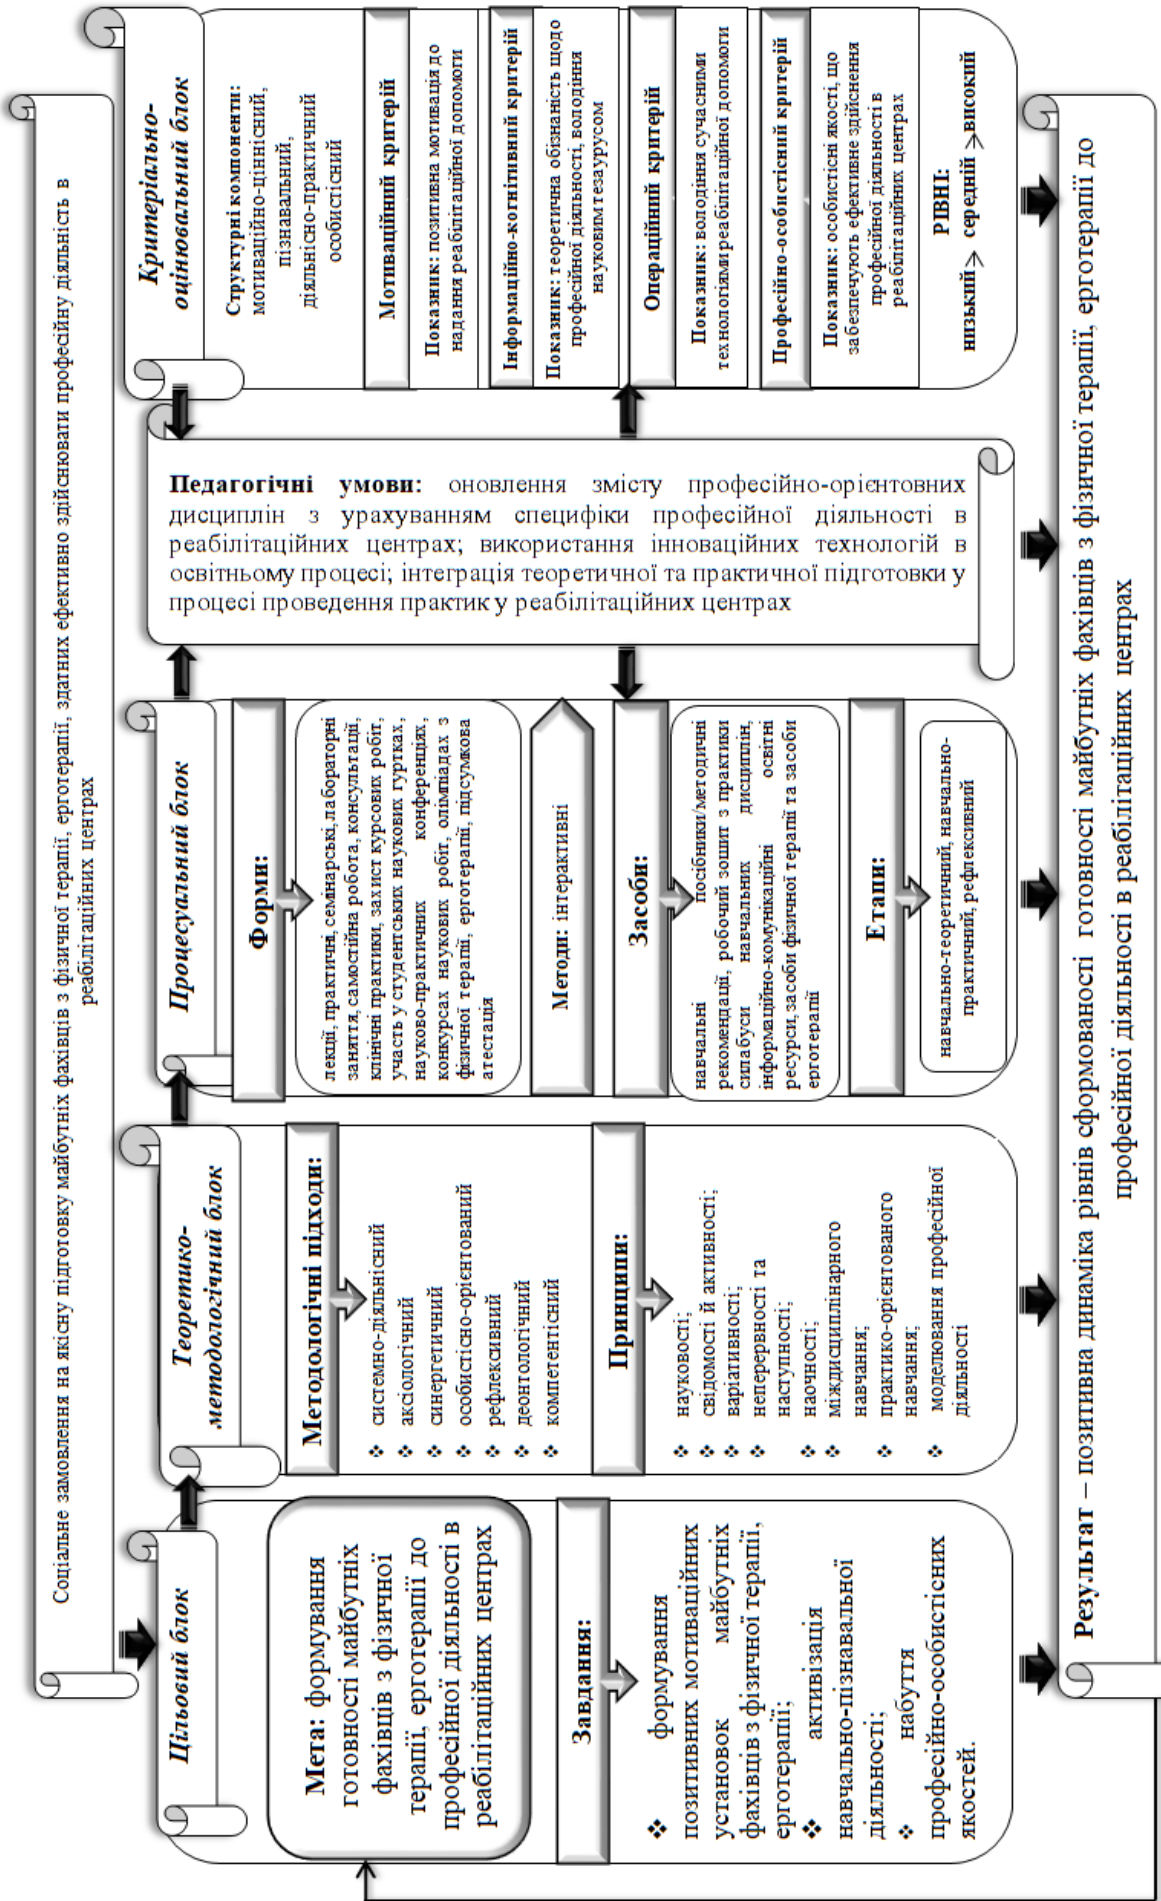 Соціальне замовлення на якісну підготовку майбутніх фахівців з фізичної терапії, ерготерапії, здатних ефективно здійснювати професійну діяльність в
реабілітаційних центрах
Цільовий блок
Мета: формування
готовності майбутніх
фахівців з фізичної
терапії, ерготерапії до
професійної діяльності в
реабілітаційних центрах
Завдання:
❖ формування
позитивних мотиваційних
установок майбутніх
фахівців з фізичної терапії,
ерготерапії;
❖ активізація
навчально-пізнавальної
діяльності;
❖ набуття
професійно-особистісних
якостей.
Теоретико-
методологічний блок
Методологічні підходи:
❖ системно-діяльнісний
❖ аксіологічний
❖ синергетичний
❖ особистісно-орієнтований
❖ рефлексивний
❖ деонтологічний
❖ компетентісний
Принципи:
❖ науковості;
❖ свідомості й активності;
❖ варіативності;
❖ неперервності та
наступності;
❖ наочності;
❖ міждисциплінарного
навчання;
❖ практико-орієнтованого
навчання;
❖ моделювання професійної
діяльності
Процесуальний блок
Форми:
лекції, практичні, семінарські, лабораторні
заняття, самостійна робота, консультації,
клінічні практики, захист курсових робіт,
участь у студентських наукових гуртках,
науково-практичних конференціях,
конкурсах наукових робіт, олімпіадах з
фізичної терапії, ерготерапії, підсумкова
атестація
Методи: інтерактивні
Засоби:
навчальні посібники/методичні
рекомендації, робочий зошит з практики
силабуси навчальних дисциплін,
інформаційно-комунікаційні освітні
ресурси, засоби фізичної терапії та засоби
ерготерапії
Етапи:
навчально-теоретичний, навчально-
практичний, рефлексивний
Педагогічні умови: оновлення змісту професійно-орієнтовних
дисциплін з урахуванням специфіки професійної діяльності в
реабілітаційних центрах; використання інноваційних технологій в
освітньому процесі; інтеграція теоретичної та практичної підготовки у
процесі проведення практик у реабілітаційних центрах
Критеріально-
оцінювальний блок
Структурні компоненти:
мотиваційно-ціннісний,
пізнавальний,
діяльнісно-практичний
особистісний
Мотиваційний критерій
Показник: позитивна мотивація до
надання реабілітаційної допомоги
Інформаційно-когнітивний критерій
Показник: теоретична обізнаність щодо
професійної діяльності, володіння
науковим тезаурусом
Операційний критерій
Показник: володіння сучасними
технологіями реабілітаційної допомоги
Професійно-особистісний критерій
Показник: особистісні якості, що
забезпечують ефективне здійснення
професійної діяльності в
реабілітаційних центрах
РІВНІ:
низький → середній → високий
Результат – позитивна динаміка рівнів сформованості готовності майбутніх фахівців з фізичної терапії, ерготерапії до
професійної діяльності в реабілітаційних центрах